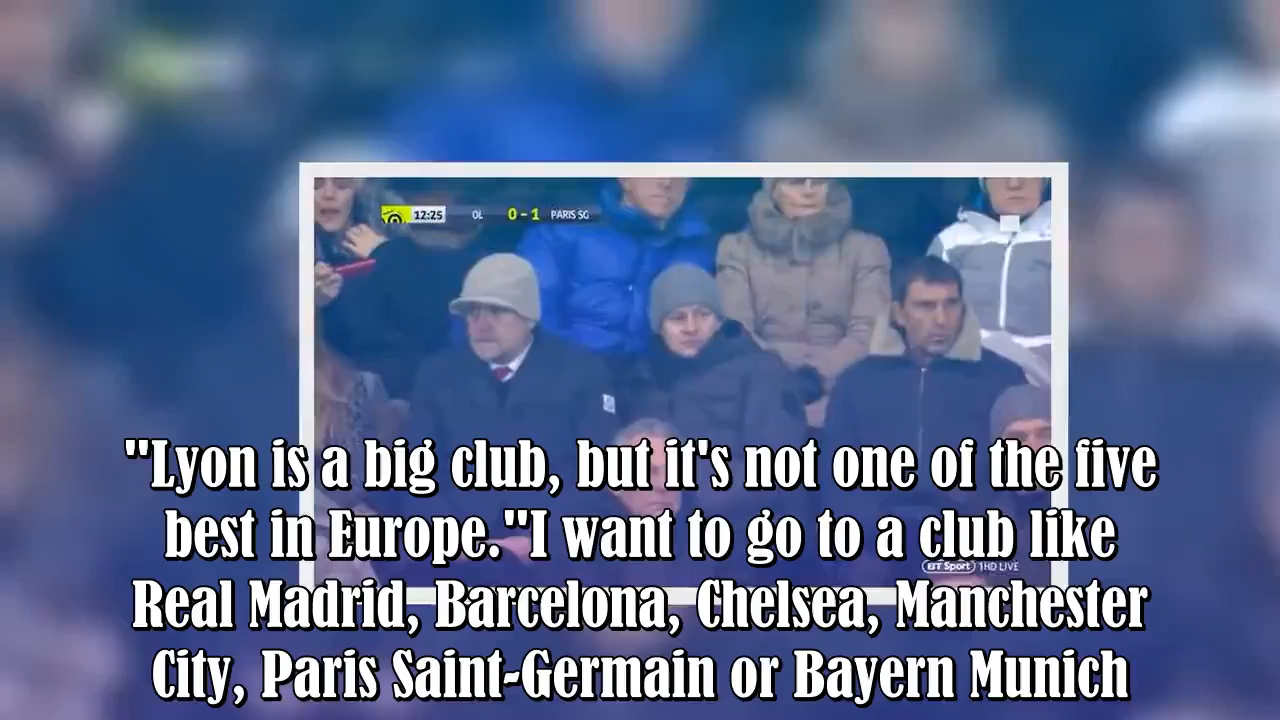 12:25 OL 0 - 1 PARIS SG
"Lyon is a big club, but it's not one of the five
best in Europe."I want to go to a club like
BT Sport 1HD LIVE
Real Madrid, Barcelona, Chelsea, Manchester
City, Paris Saint-Germain or Bayern Munich